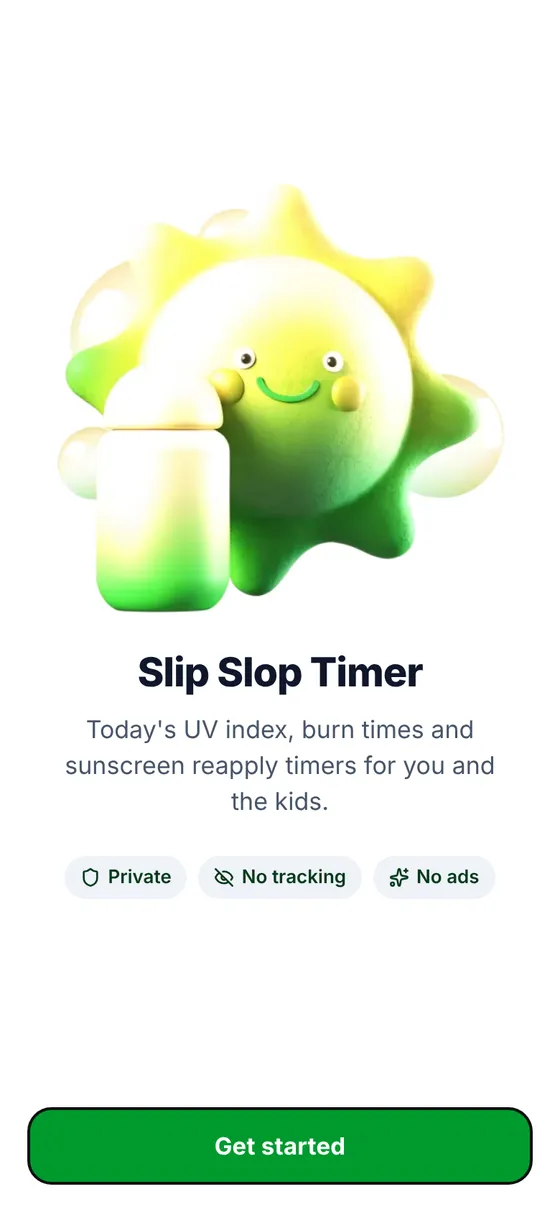 Slip Slop Timer
Today's UV index, burn times and
sunscreen reapply timers for you and
the kids.
Private
No tracking
No ads
Get started